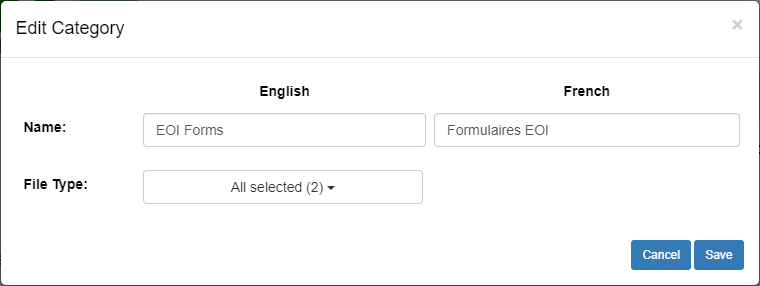 Edit Category
×
English French
Name: EOI Forms Formulaires EOI
File Type: All selected (2)
Cancel Save